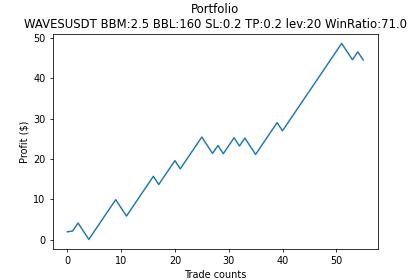 Portfolio
WAVESUSDT BBM:2.5 BBL:160 SL:0.2 TP:0.2 lev:20 WinRatio:71.0
50
40
30
20
10
0
Profit ($)
0 10 20 30 40 50
Trade counts